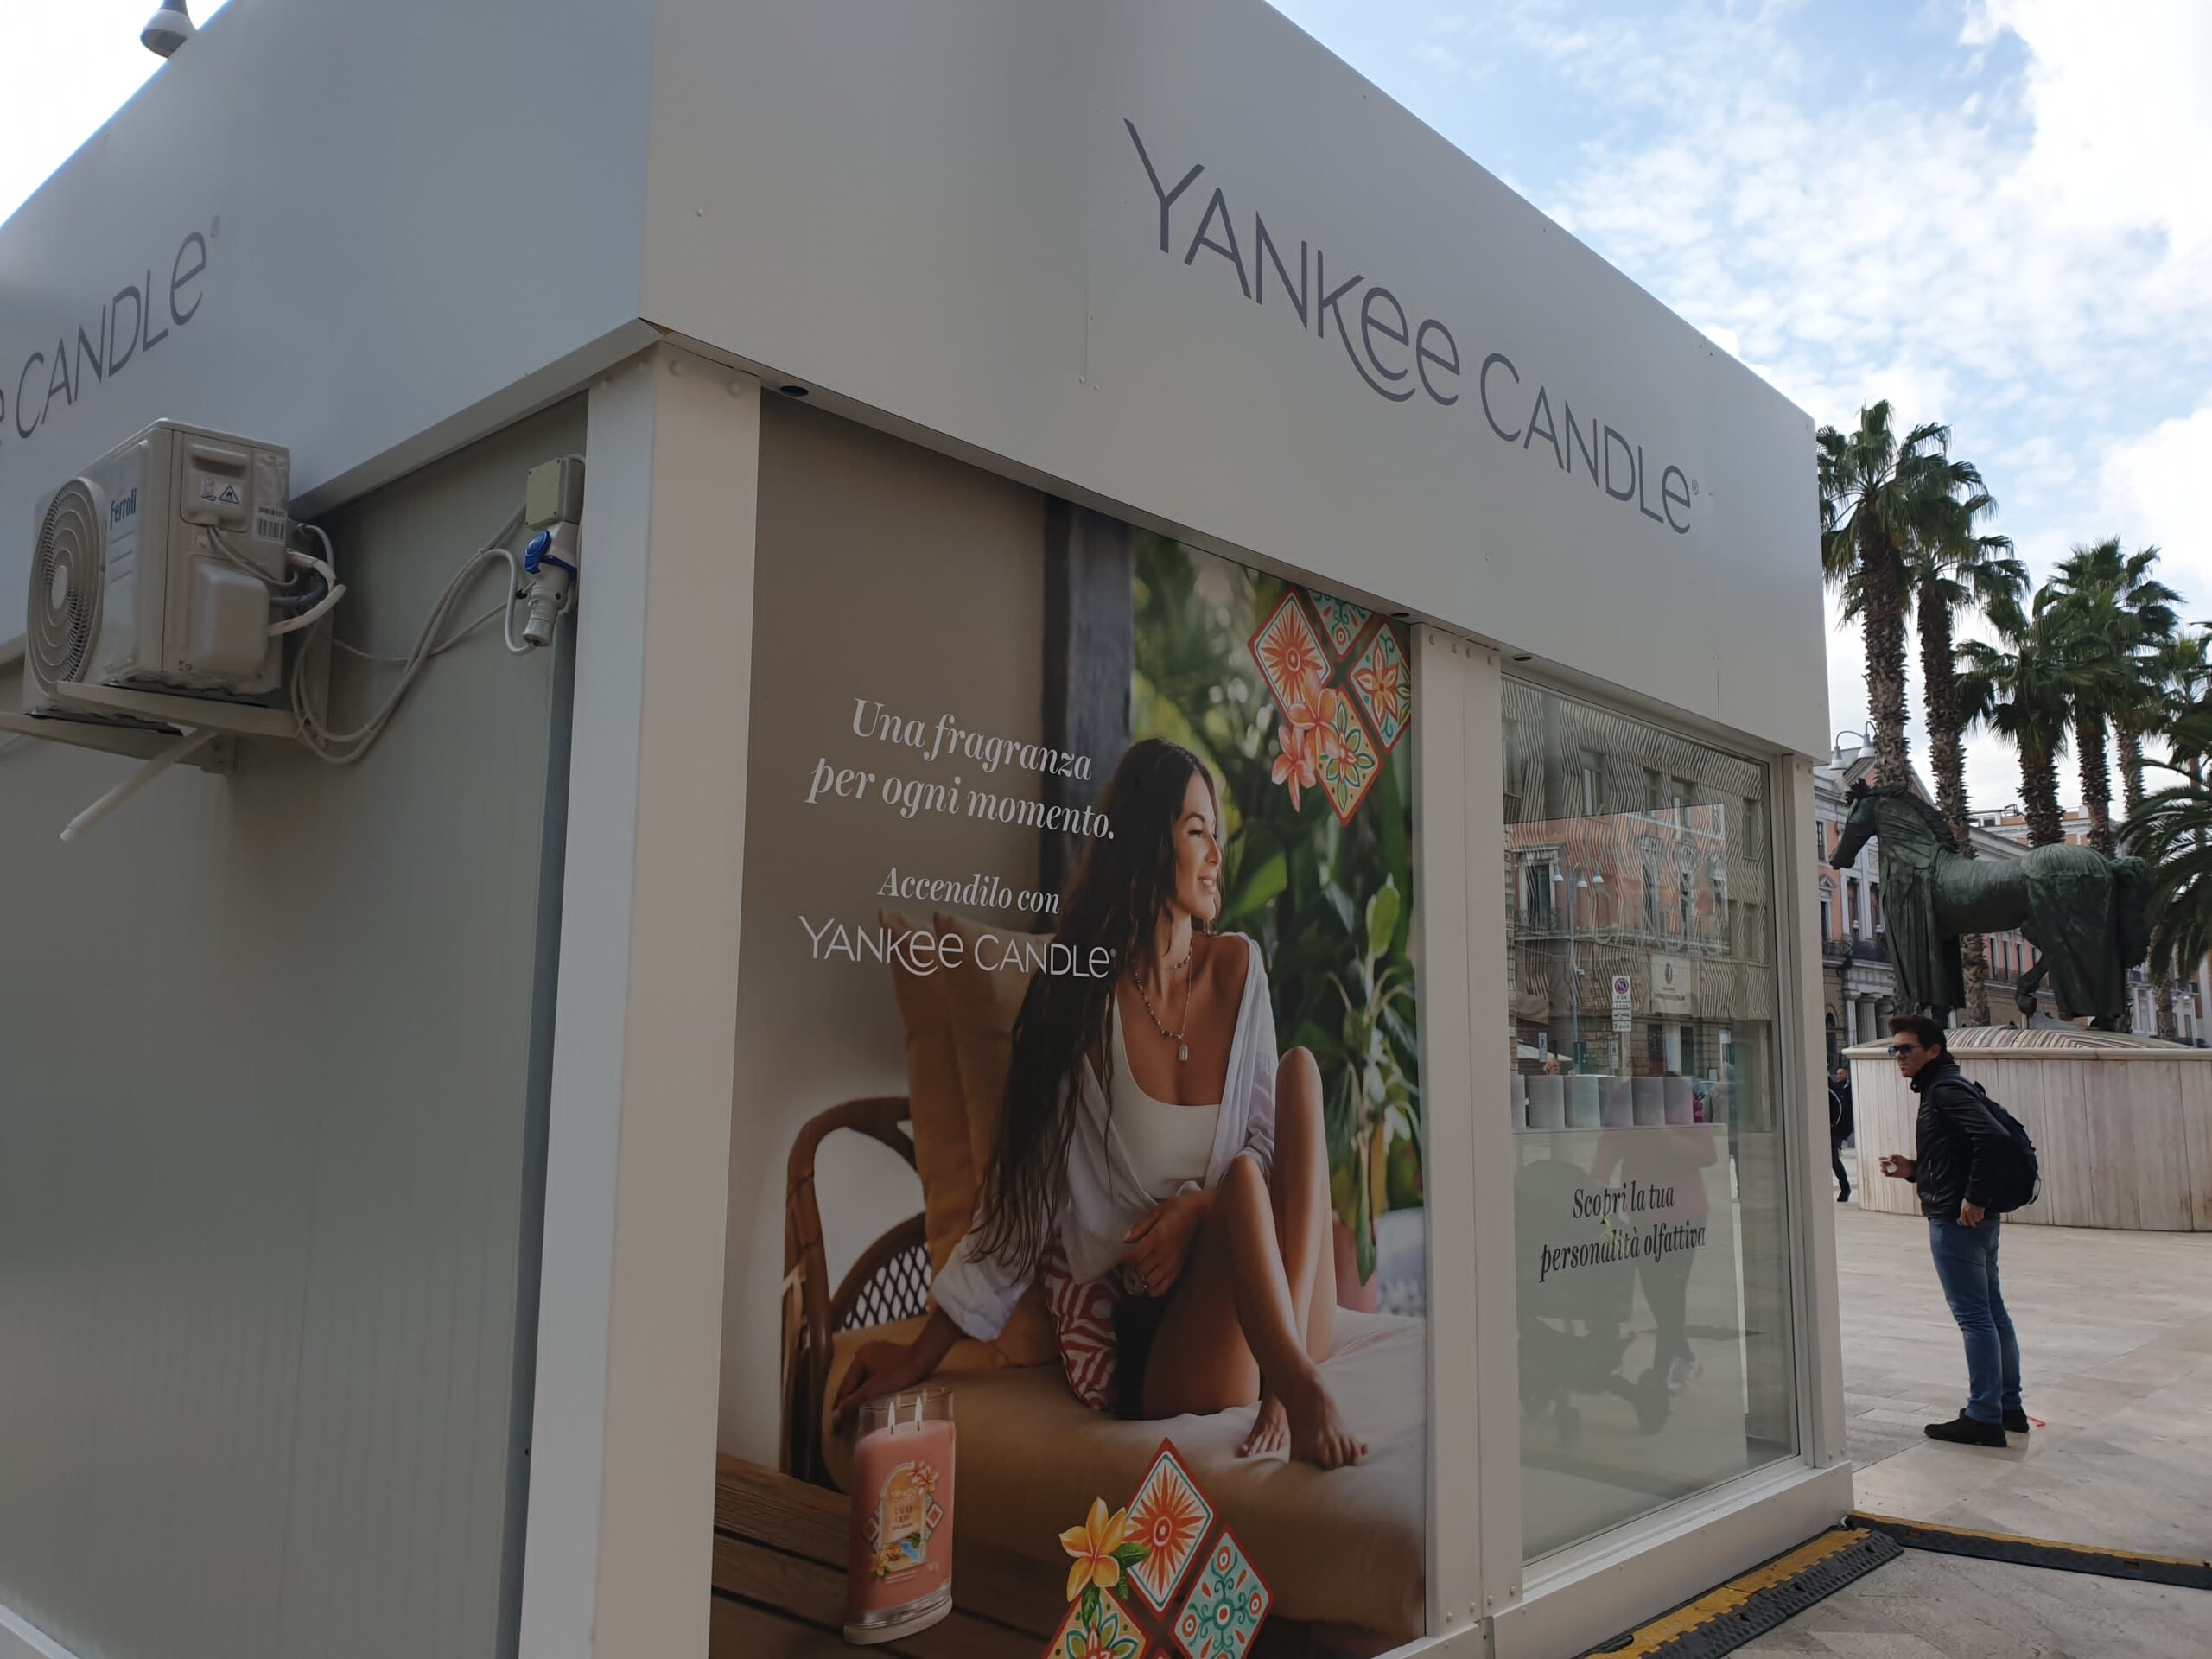 CANDLE®
YANKEE CANDLE®
Ferroli
Una fragranza
per ogni momento.
Accendilo con
YANKEE CANDLE®
Scopri la tua
personalità olfattiva